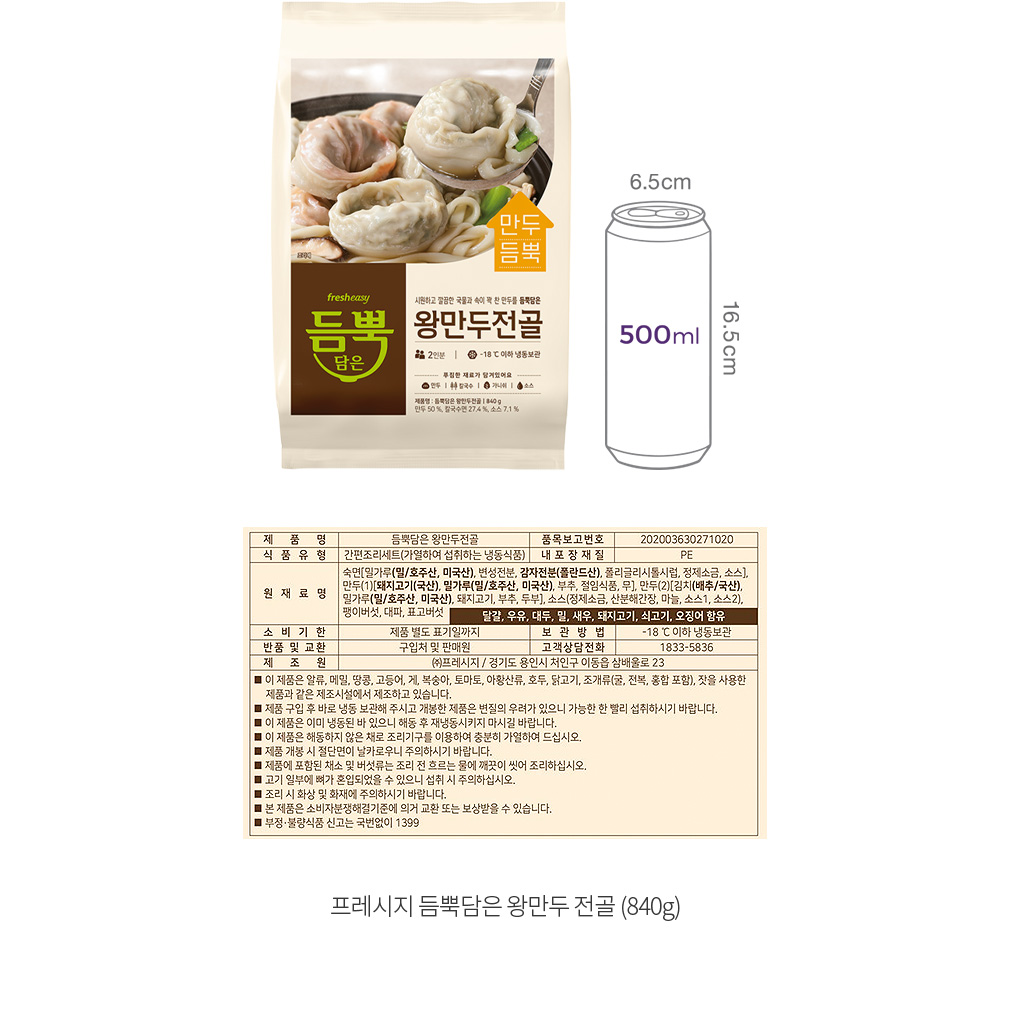 만두
듬뿍
fresheasy
듬뿍
담은
시원하고 깔끔한 국물과 속이 꽉 찬 만두를 듬뿍담은
왕만두전골
2인분 | -18 ℃ 이하 냉동보관
푸짐한 재료가 담겨있어요
만두 | 칼국수 | 가니쉬 | 소스
제품명 : 듬뿍담은 왕만두전골 | 840 g
만두 50 %, 칼국수면 27.4 %, 소스 7.1 %
6.5cm
500ml
16.5cm
제 품 명 듬뿍담은 왕만두전골 품목보고번호 202003630271020
식 품 유 형 간편조리세트(가열하여 섭취하는 냉동식품) 내 포 장 재 질 PE
원 재 료 명 숙면[밀가루(밀/호주산, 미국산), 변성전분, 감자전분(폴란드산), 폴리글리시톨시럽, 정제소금, 소스],
만두(1)[돼지고기(국산), 밀가루(밀/호주산, 미국산), 부추, 절임식품, 무], 만두(2)[김치(배추/국산),
밀가루(밀/호주산, 미국산), 돼지고기, 부추, 두부], 소스(정제소금, 산분해간장, 마늘, 소스1, 소스2),
팽이버섯, 대파, 표고버섯 달걀, 우유, 대두, 밀, 새우, 돼지고기, 쇠고기, 오징어 함유
소 비 기 한 제품 별도 표기일까지 보 관 방 법 -18 ℃ 이하 냉동보관
반품 및 교환 구입처 및 판매원 고객상담전화 1833-5836
제 조 원 ㈜프레시지 / 경기도 용인시 처인구 이동읍 삼배울로 23
■ 이 제품은 알류, 메밀, 땅콩, 고등어, 게, 복숭아, 토마토, 아황산류, 호두, 닭고기, 조개류(굴, 전복, 홍합 포함), 잣을 사용한
제품과 같은 제조시설에서 제조하고 있습니다.
■ 제품 구입 후 바로 냉동 보관해 주시고 개봉한 제품은 변질의 우려가 있으니 가능한 한 빨리 섭취하시기 바랍니다.
■ 이 제품은 이미 냉동된 바 있으니 해동 후 재냉동시키지 마시길 바랍니다.
■ 이 제품은 해동하지 않은 채로 조리기구를 이용하여 충분히 가열하여 드십시오.
■ 제품 개봉 시 절단면이 날카로우니 주의하시기 바랍니다.
■ 제품에 포함된 채소 및 버섯류는 조리 전 흐르는 물에 깨끗이 씻어 조리하십시오.
■ 고기 일부에 뼈가 혼입되었을 수 있으니 섭취 시 주의하십시오.
■ 조리 시 화상 및 화재에 주의하시기 바랍니다.
■ 본 제품은 소비자분쟁해결기준에 의거 교환 또는 보상받을 수 있습니다.
■ 부정·불량식품 신고는 국번없이 1399
프레시지 듬뿍담은 왕만두 전골 (840g)